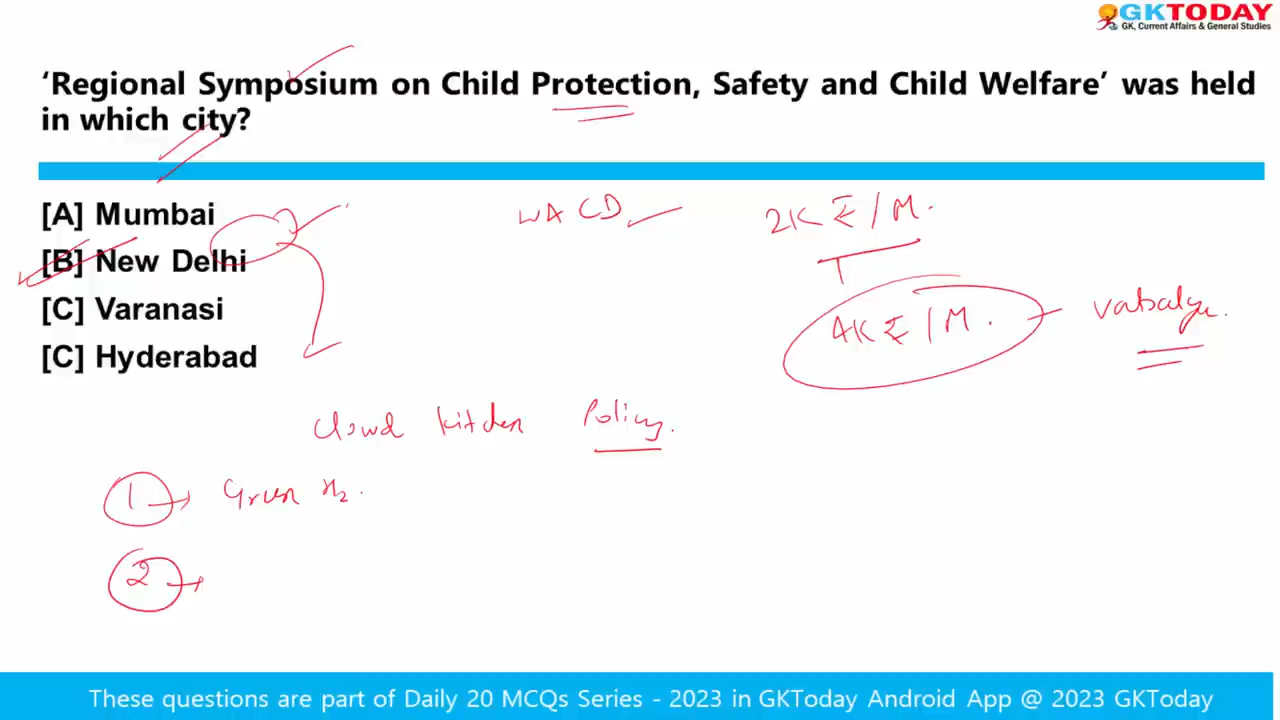 GKTODAY
GK, Current Affairs & General Studies
‘Regional Symposium on Child Protection, Safety and Child Welfare’ was held
in which city?
[A] Mumbai
[B] New Delhi
[C] Varanasi
[C] Hyderabad
WACD
2K ₹/M.
4K ₹/M.
vatsalya.
Cloud kitchen Policy.
1 → Green H₂.
2 →
These questions are part of Daily 20 MCQs Series - 2023 in GKToday Android App @ 2023 GKToday